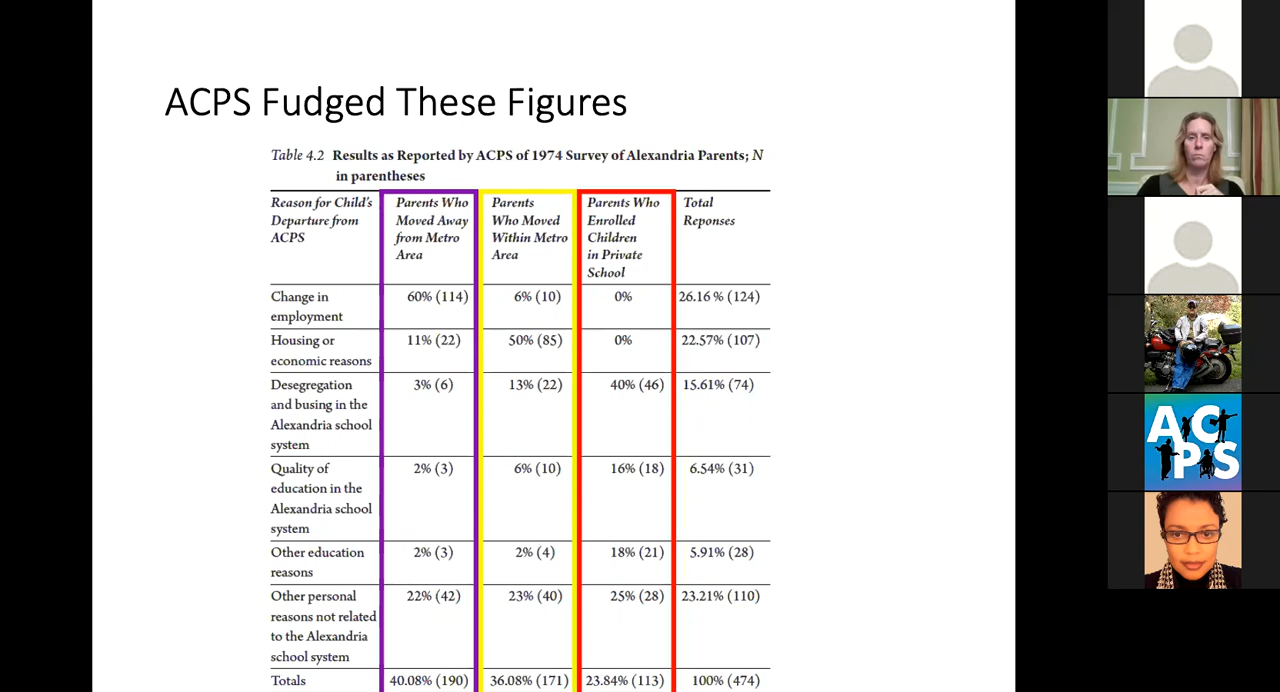 ACPS Fudged These Figures
Table 4.2 Results as Reported by ACPS of 1974 Survey of Alexandria Parents; N
in parentheses
Reason for Child's
Departure from
ACPS
Parents Who
Moved Away
from Metro
Area
Parents
Who Moved
Within Metro
Area
Parents Who
Enrolled
Children
in Private
School
Total
Reponses
Change in
employment
60% (114)
6% (10)
0%
26.16 % (124)
Housing or
economic reasons
11% (22)
50% (85)
0%
22.57% (107)
Desegregation
and busing in the
Alexandria school
system
3% (6)
13% (22)
40% (46)
15.61% (74)
Quality of
education in the
Alexandria school
system
2% (3)
6% (10)
16% (18)
6.54% (31)
Other education
reasons
2% (3)
2% (4)
18% (21)
5.91% (28)
Other personal
reasons not related
to the Alexandria
school system
22% (42)
23% (40)
25% (28)
23.21% (110)
Totals
40.08% (190)
36.08% (171)
23.84% (113)
100% (474)
AC
PS